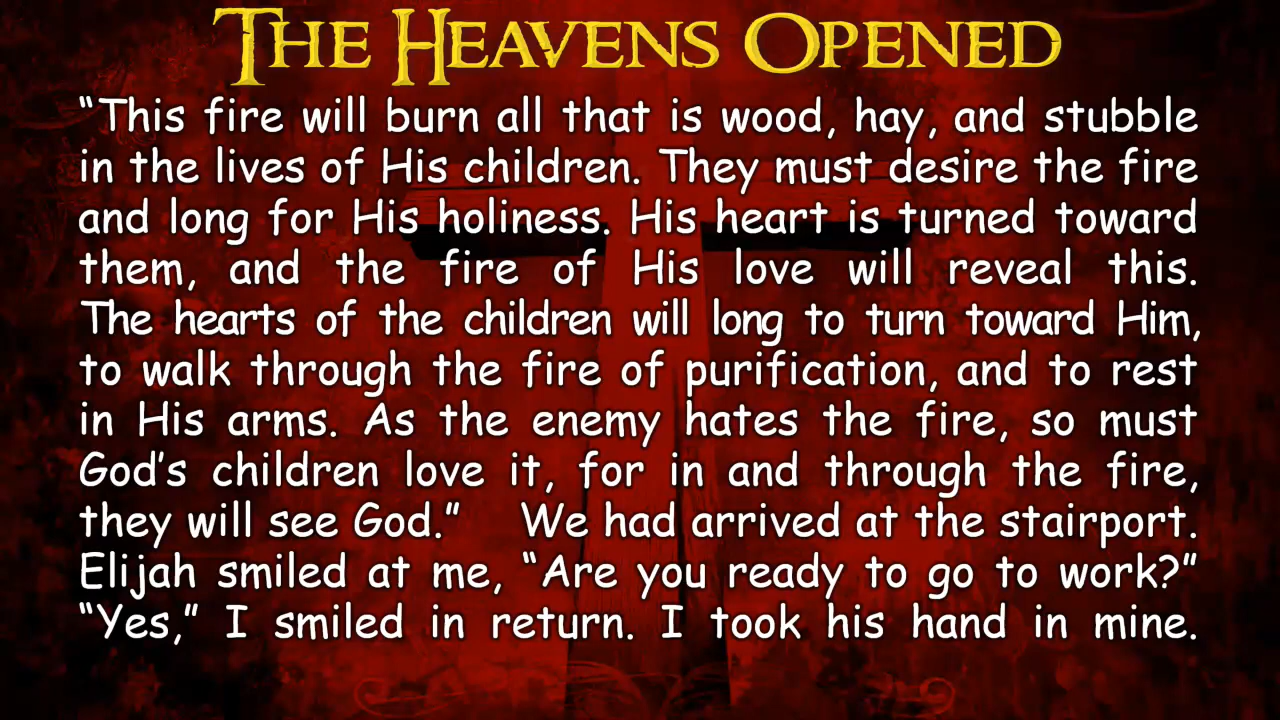 THE HEAVENS OPENED
“This fire will burn all that is wood, hay, and stubble
in the lives of His children. They must desire the fire
and long for His holiness. His heart is turned toward
them, and the fire of His love will reveal this.
The hearts of the children will long to turn toward Him,
to walk through the fire of purification, and to rest
in His arms. As the enemy hates the fire, so must
God’s children love it, for in and through the fire,
they will see God.” We had arrived at the stairport.
Elijah smiled at me, “Are you ready to go to work?”
“Yes,” I smiled in return. I took his hand in mine.